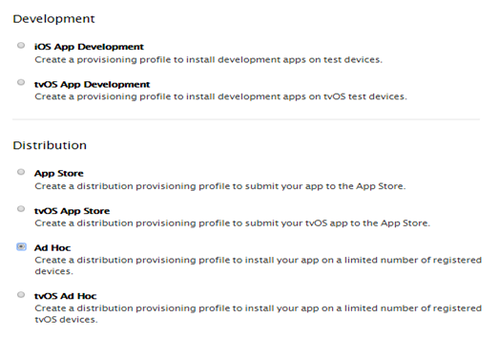 Development
iOS App Development
Create a provisioning profile to install development apps on test devices.
tvOS App Development
Create a provisioning profile to install development apps on tvOS test devices.
Distribution
App Store
Create a distribution provisioning profile to submit your app to the App Store.
tvOS App Store
Create a distribution provisioning profile to submit your tvOS app to the App Store.
Ad Hoc
Create a distribution provisioning profile to install your app on a limited number of registered
devices.
tvOS Ad Hoc
Create a distribution provisioning profile to install your app on a limited number of registered
tvOS devices.